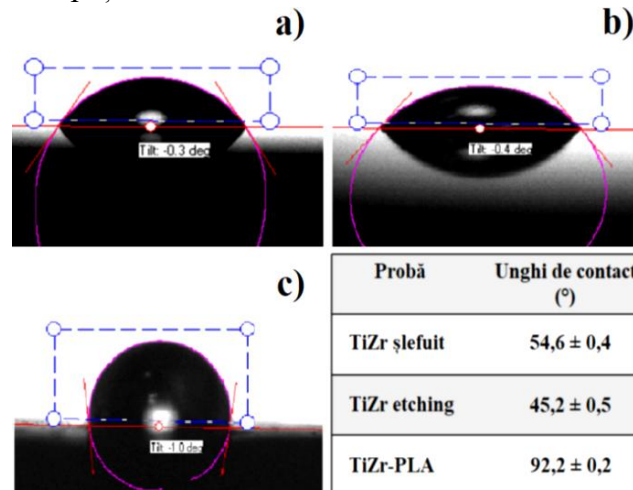 a)
b)
Tilt: -0.3 deg
Tilt: -0.4 deg
c)
Tilt: -1.0 deg
Probă Unghi de contact
(°)
TiZr șlefuit 54,6 ± 0,4
TiZr etching 45,2 ± 0,5
TiZr-PLA 92,2 ± 0,2